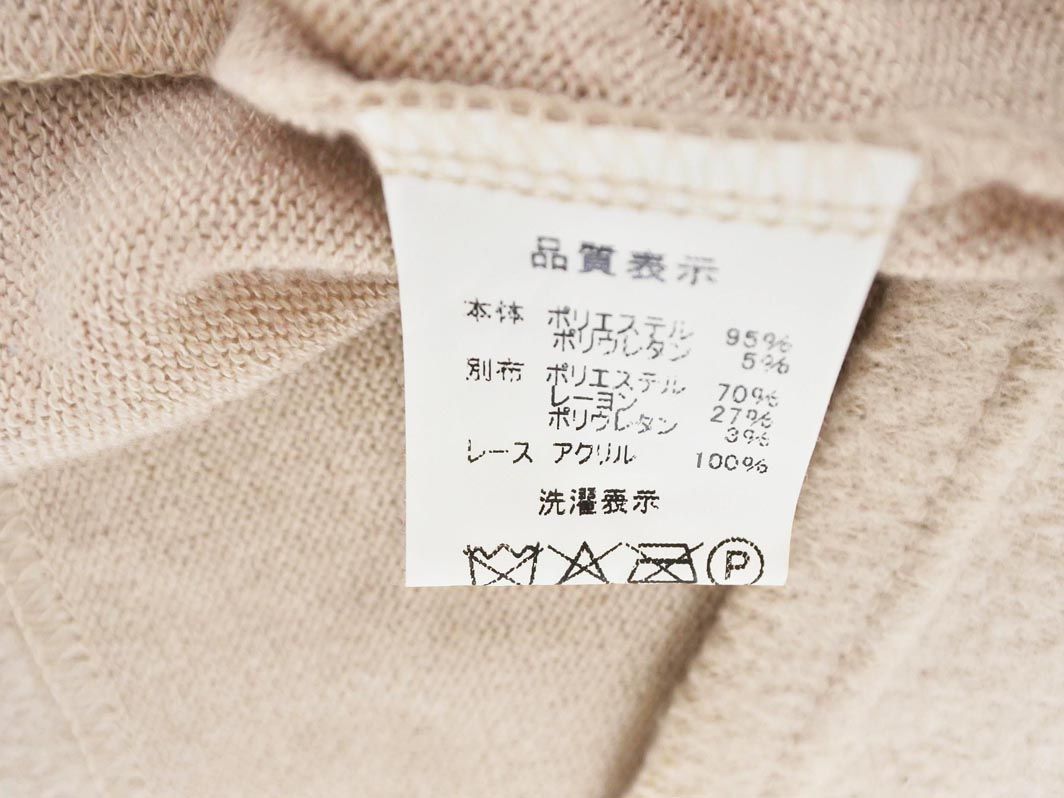 品質表示
本体 ポリエステル 95%
ポリウレタン 5%
別布 ポリエステル 70%
レーヨン 27%
ポリウレタン 3%
レース アクリル 100%
洗濯表示
P